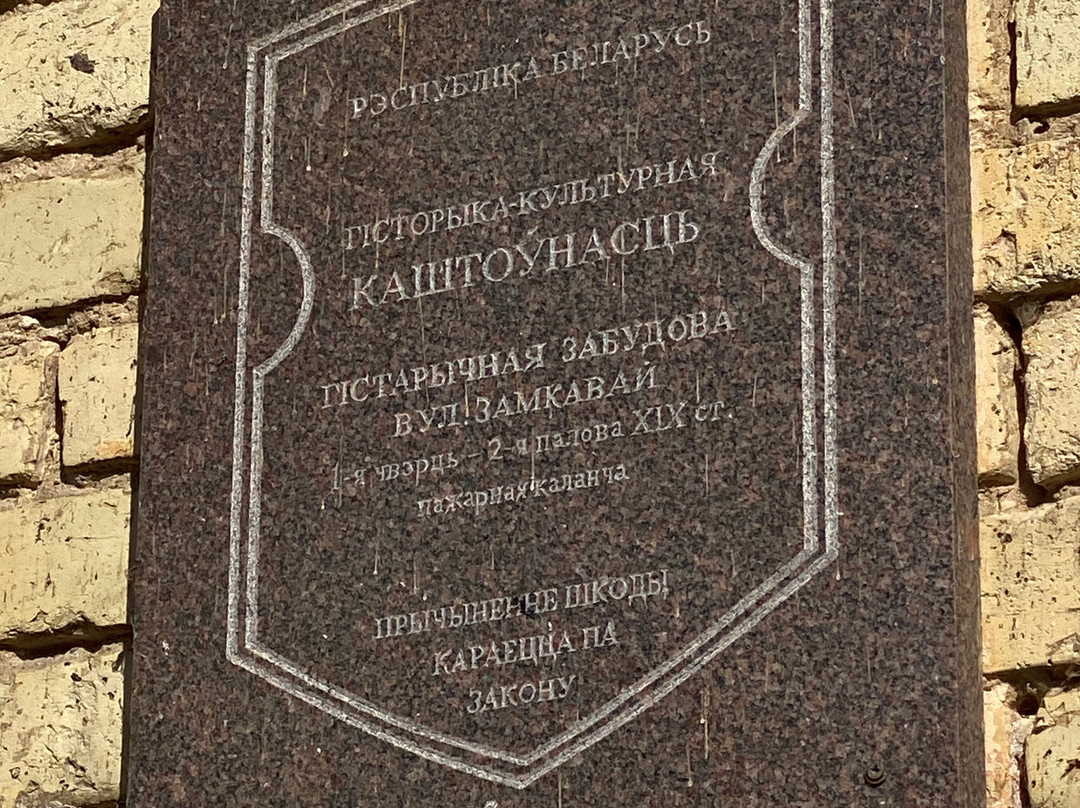 РЭСПУБЛІКА БЕЛАРУСЬ
ГІСТОРЫКА-КУЛЬТУРНАЯ
КАШТОЎНАСЦЬ
ГІСТАРЫЧНАЯ ЗАБУДОВА
ВУЛ. ЗАМКАВАЙ
1-я чвэрць – 2-я палова XIX ст.
пажарная каланча
ПРЫЧЫНЕННЕ ШКОДЫ
КАРАЕЦЦА ПА
ЗАКОНУ